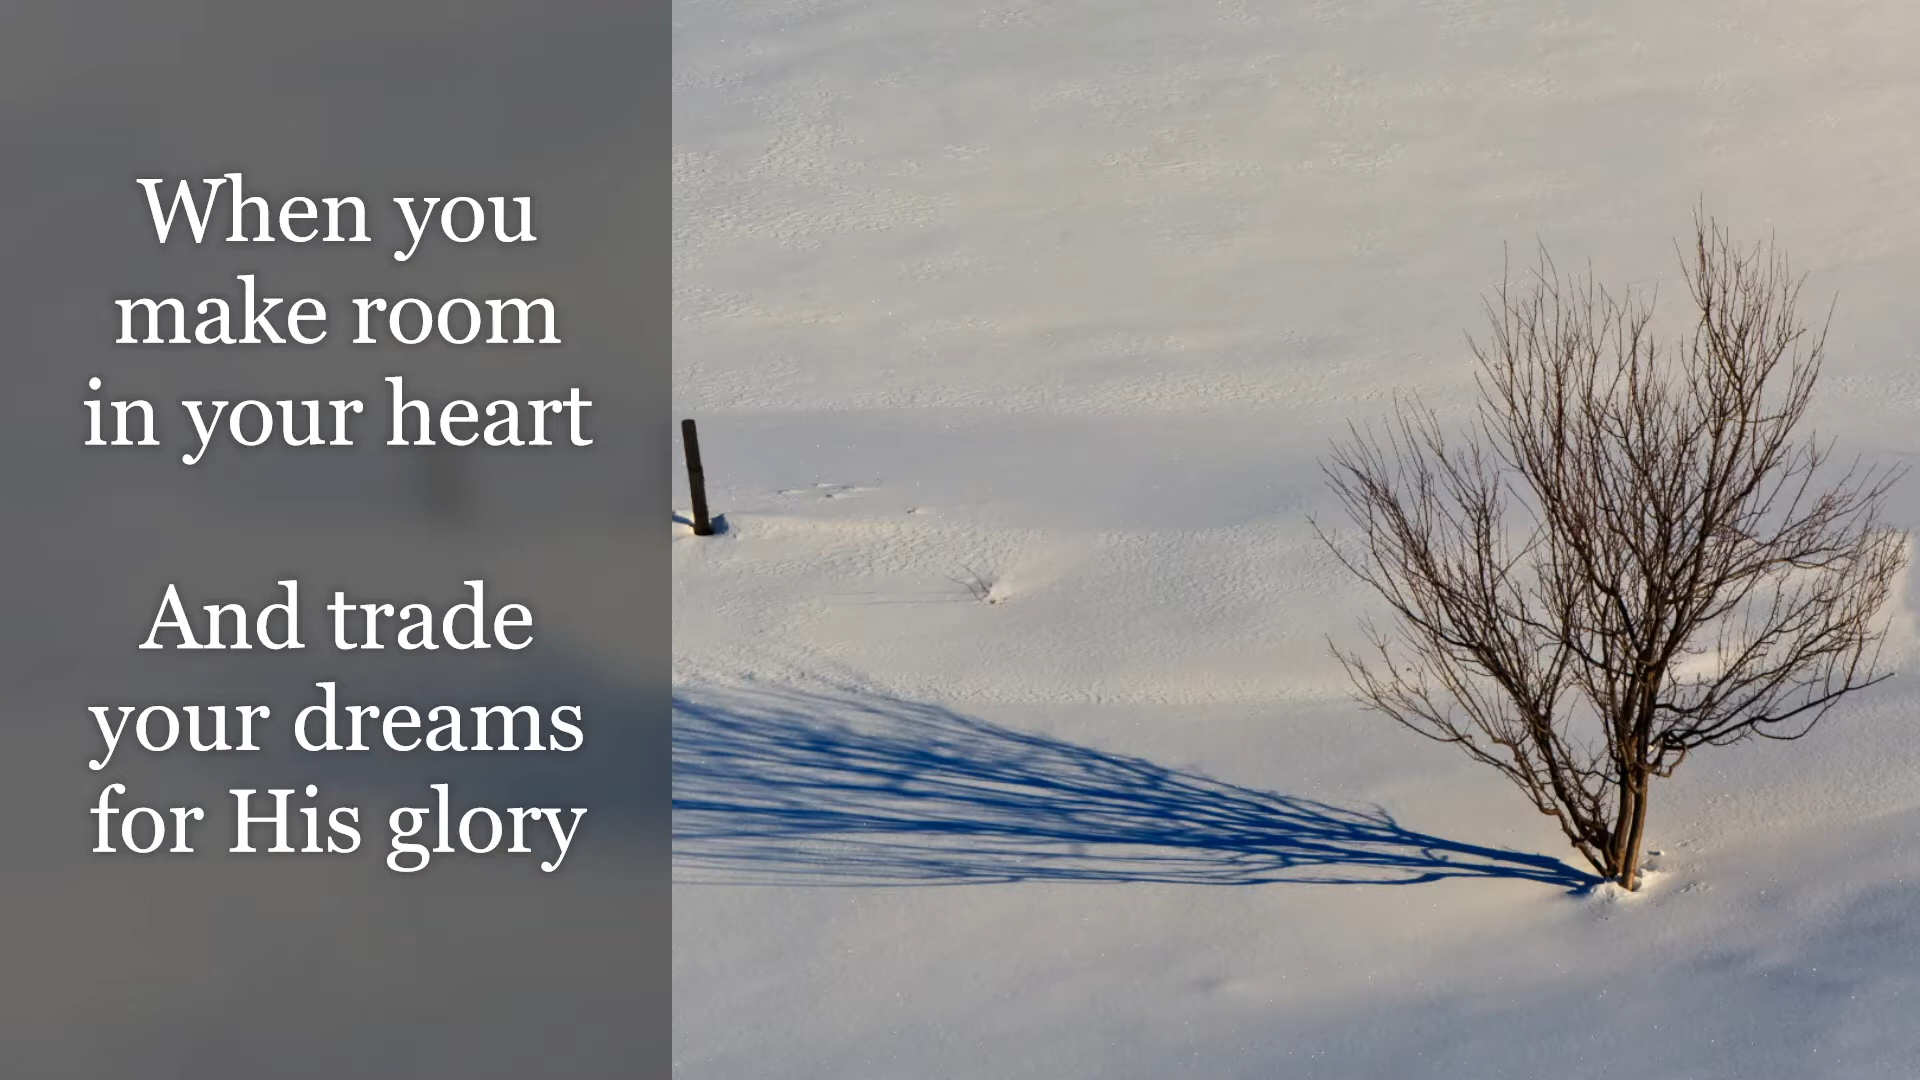 When you
make room
in your heart
And trade
your dreams
for His glory